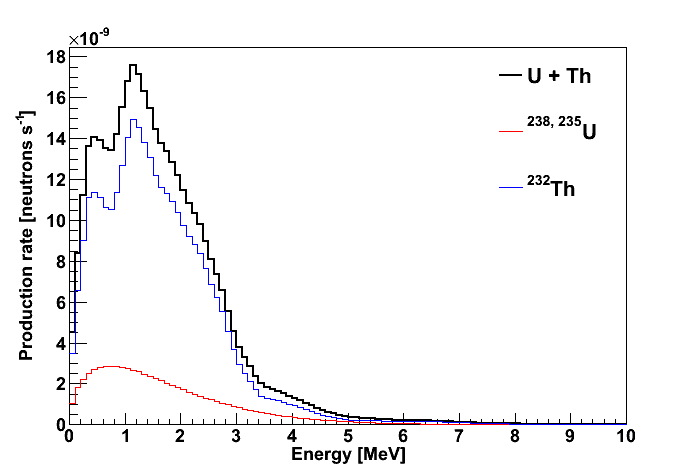 ×10⁻⁹
18
16
14
12
10
8
6
4
2
0
Production rate [neutrons s⁻¹]
U + Th
²³⁸, ²³⁵U
²³²Th
0 1 2 3 4 5 6 7 8 9 10
Energy [MeV]